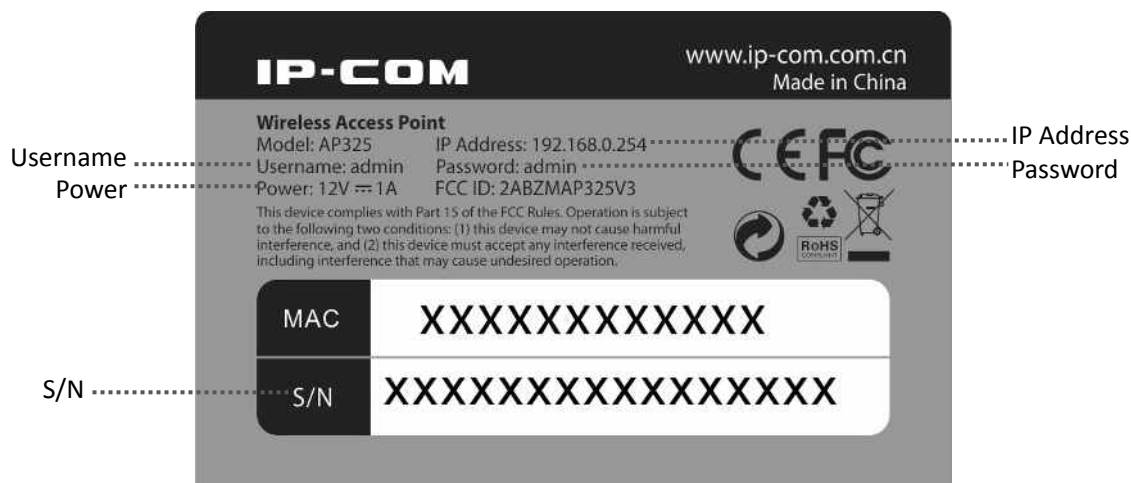 IP-COM
www.ip-com.com.cn
Made in China
Wireless Access Point
Model: AP325 IP Address: 192.168.0.254
Username: admin Password: admin
Power: 12V ⎓ 1A FCC ID: 2ABZMAP325V3
This device complies with Part 15 of the FCC Rules. Operation is subject
to the following two conditions: (1) this device may not cause harmful
interference, and (2) this device must accept any interference received,
including interference that may cause undesired operation.
CE FC
RoHS
COMPLIANT
MAC XXXXXXXXXXXX
S/N XXXXXXXXXXXXXXXX
Username
Power
S/N
IP Address
Password